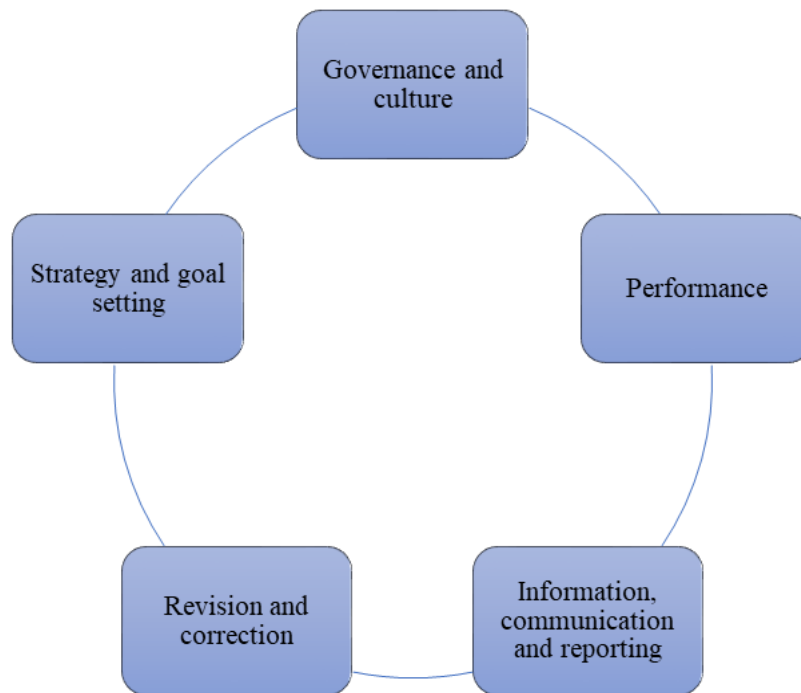 Governance and
culture
Strategy and goal
setting
Performance
Revision and
correction
Information,
communication
and reporting